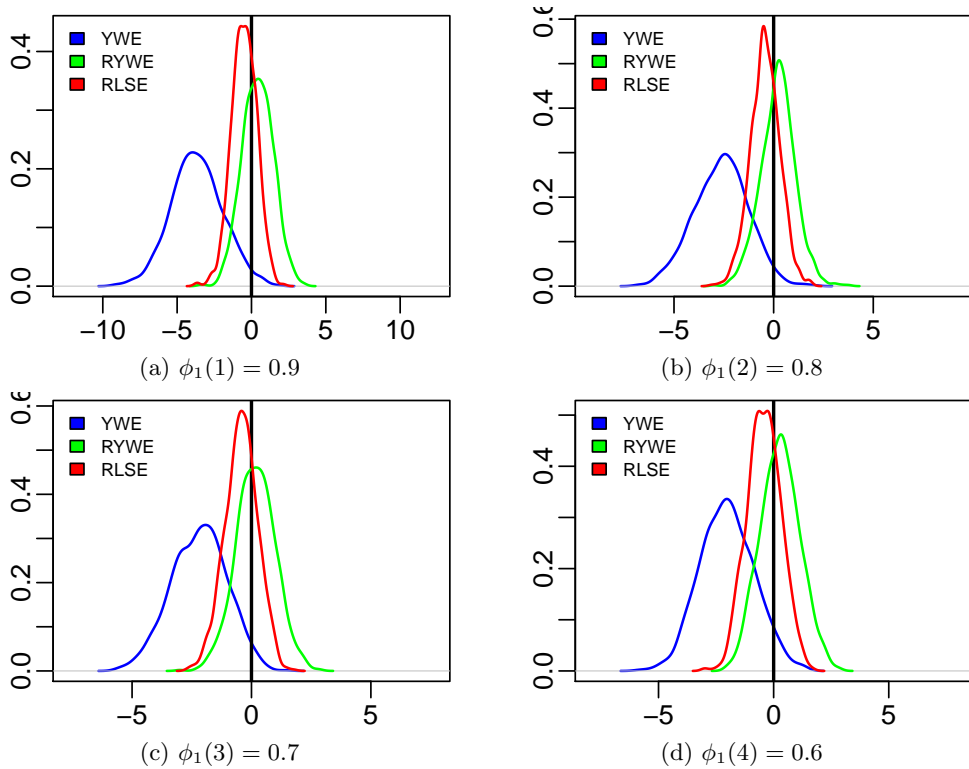 0.0 0.2 0.4
YWE
RYWE
RLSE
−10 −5 0 5 10
(a) ϕ₁(1) = 0.9
0.0 0.2 0.4 0.6
YWE
RYWE
RLSE
−5 0 5
(b) ϕ₁(2) = 0.8
0.0 0.2 0.4 0.6
YWE
RYWE
RLSE
−5 0 5
(c) ϕ₁(3) = 0.7
0.0 0.2 0.4
YWE
RYWE
RLSE
−5 0 5
(d) ϕ₁(4) = 0.6